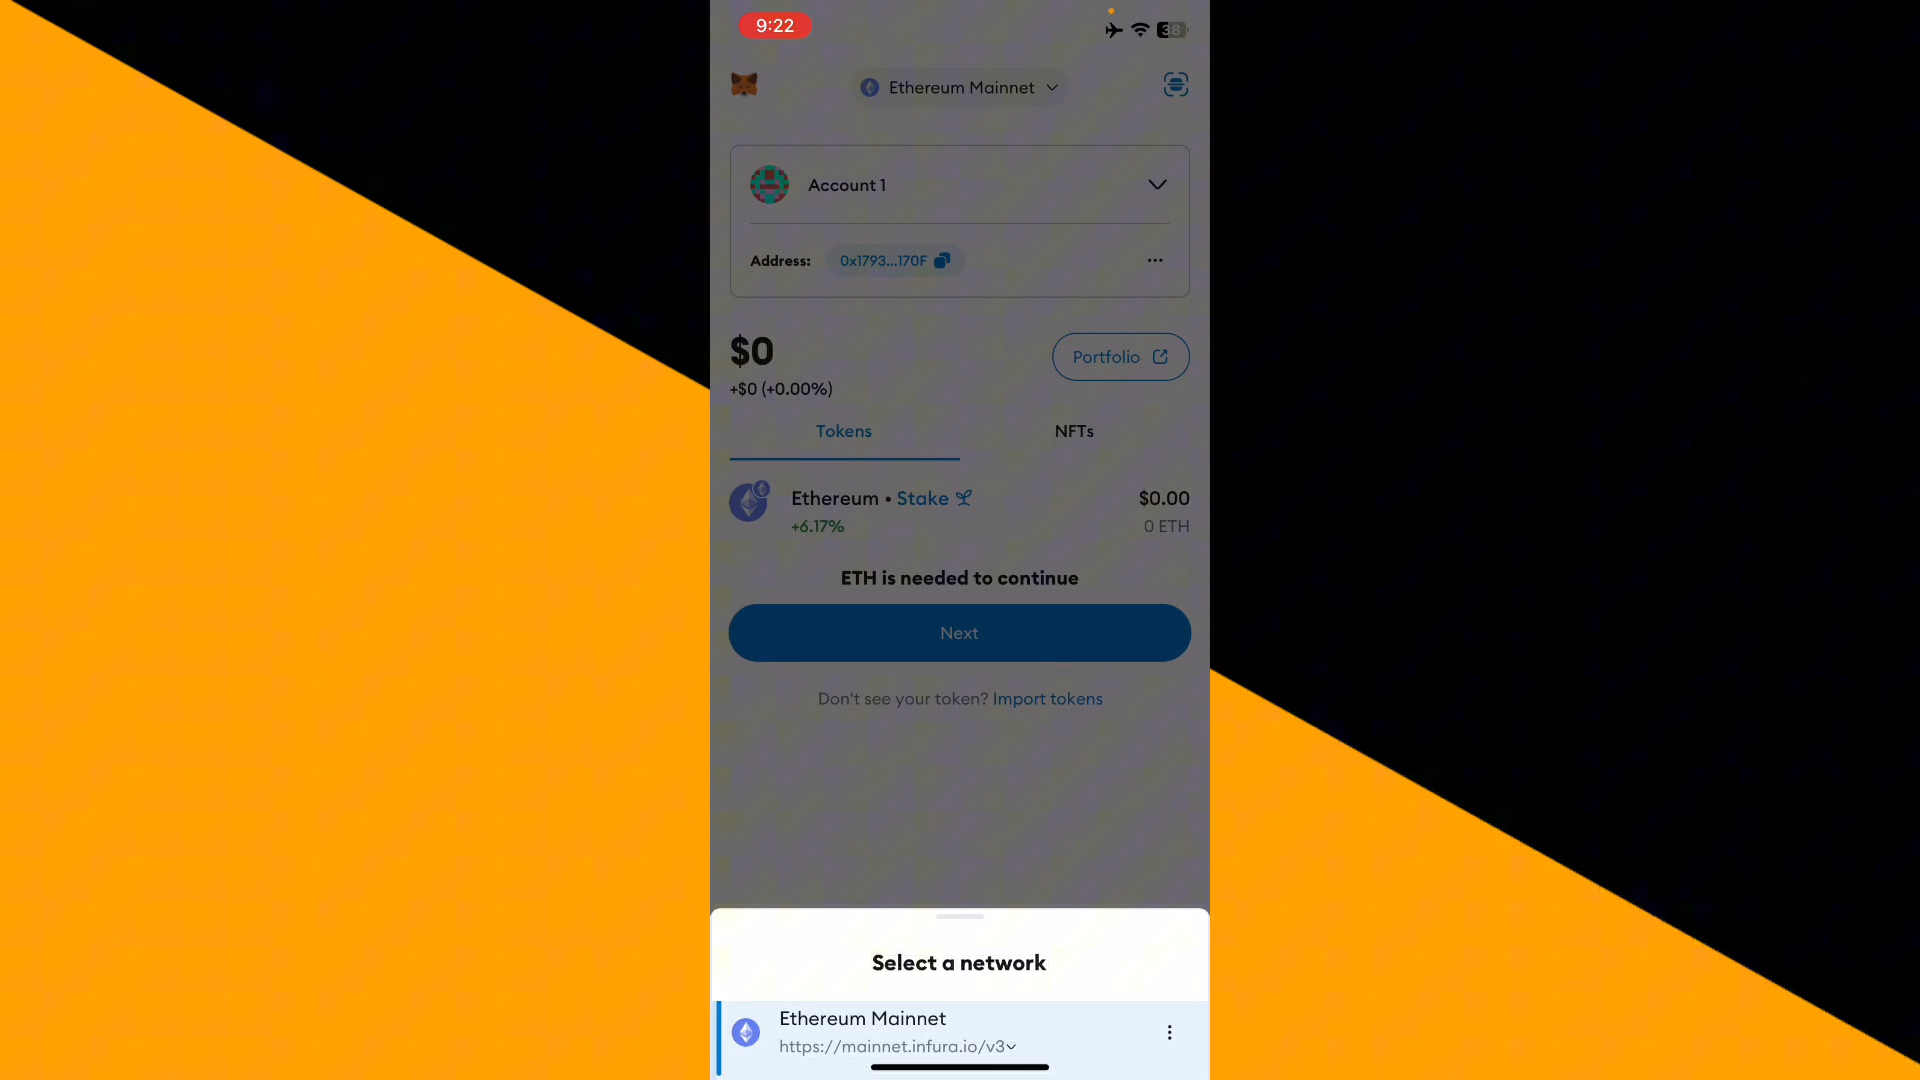 9:22
38
Ethereum Mainnet
Account 1
Address: 0x1793...170F
$0
Portfolio
+$0 (+0.00%)
Tokens
NFTs
Ethereum • Stake
$0.00
+6.17%
0 ETH
ETH is needed to continue
Next
Don't see your token? Import tokens
Select a network
Ethereum Mainnet
https://mainnet.infura.io/v3